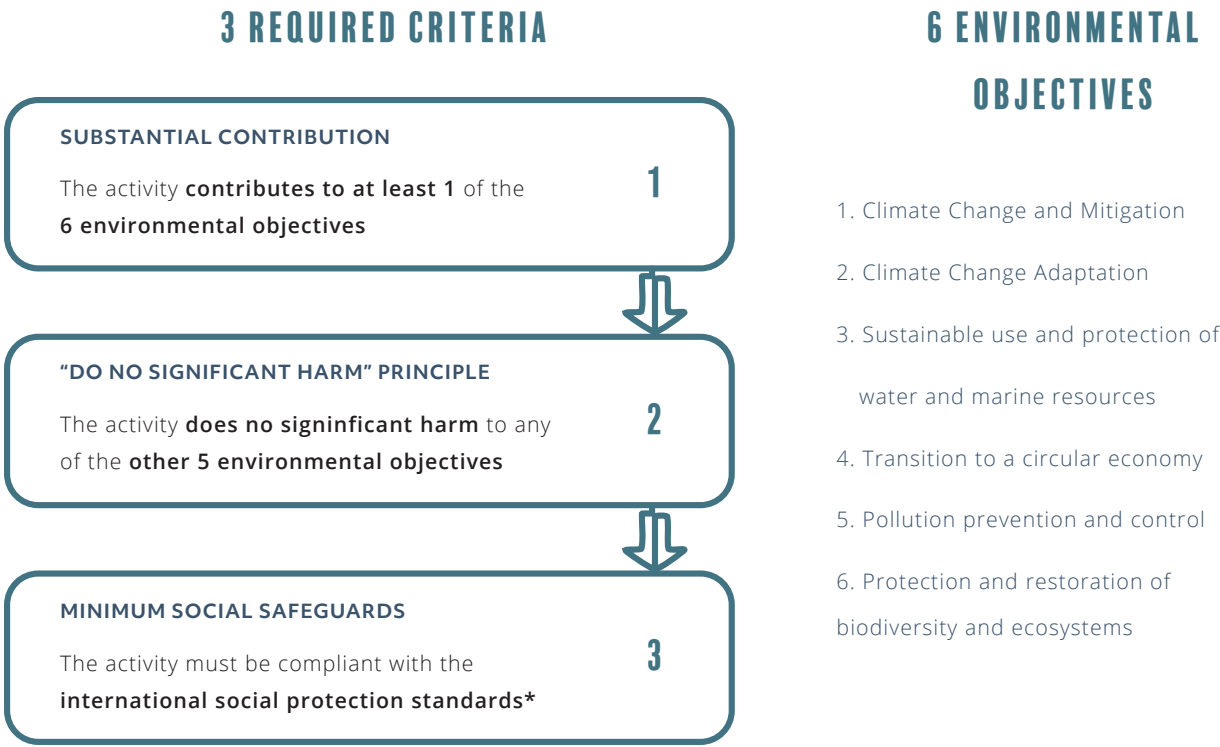 3 REQUIRED CRITERIA
SUBSTANTIAL CONTRIBUTION
The activity contributes to at least 1 of the
6 environmental objectives
1
“DO NO SIGNIFICANT HARM” PRINCIPLE
The activity does no signinficant harm to any
of the other 5 environmental objectives
2
MINIMUM SOCIAL SAFEGUARDS
The activity must be compliant with the
international social protection standards*
3
6 ENVIRONMENTAL
OBJECTIVES
1. Climate Change and Mitigation
2. Climate Change Adaptation
3. Sustainable use and protection of
water and marine resources
4. Transition to a circular economy
5. Pollution prevention and control
6. Protection and restoration of
biodiversity and ecosystems